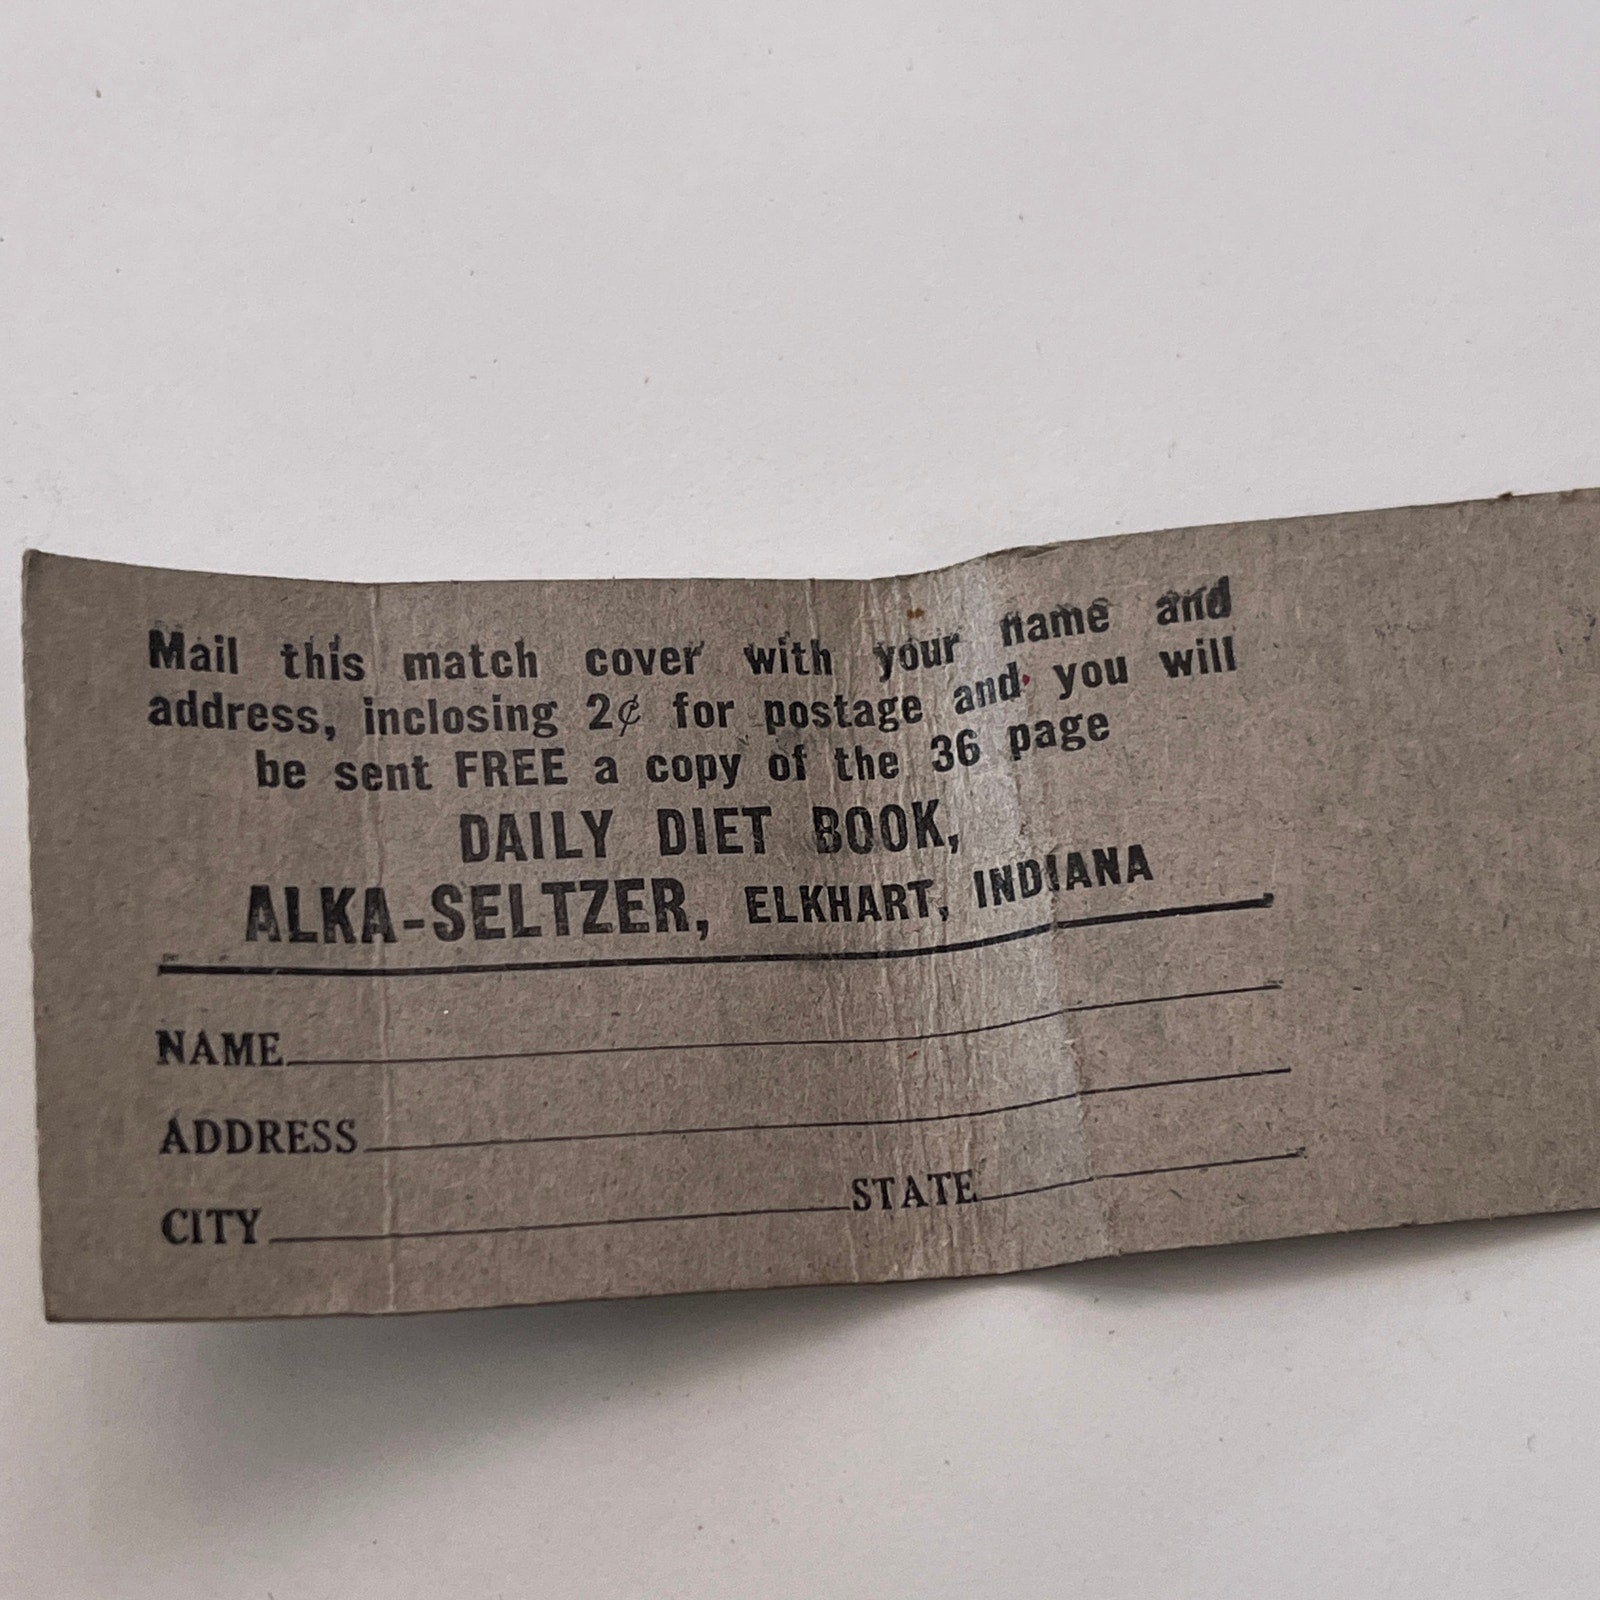 Mail this match cover with your name and
address, inclosing 2¢ for postage and you will
be sent FREE a copy of the 36 page
DAILY DIET BOOK,
ALKA-SELTZER, ELKHART, INDIANA
NAME
ADDRESS
CITY STATE